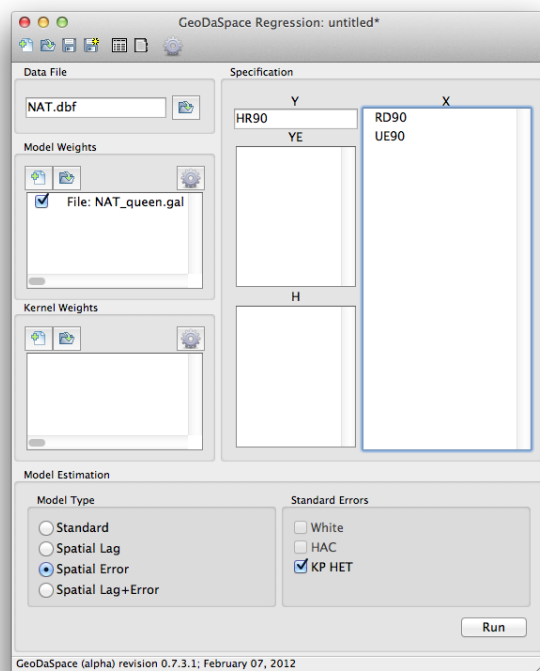 GeoDaSpace Regression: untitled*
Data File
NAT.dbf
Model Weights
File: NAT_queen.gal
Kernel Weights
Specification
Y
HR90
YE
H
X
RD90
UE90
Model Estimation
Model Type
Standard
Spatial Lag
Spatial Error
Spatial Lag+Error
Standard Errors
White
HAC
KP HET
Run
GeoDaSpace (alpha) revision 0.7.3.1; February 07, 2012